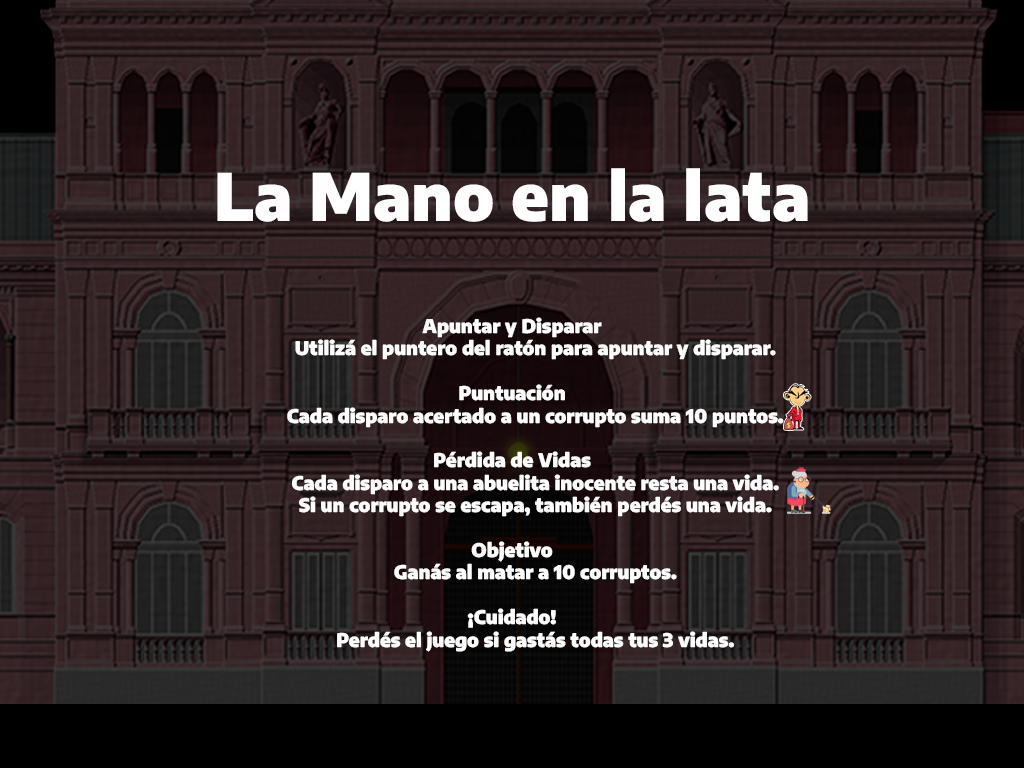 La Mano en la lata
Apuntar y Disparar
Utilizá el puntero del ratón para apuntar y disparar.
Puntuación
Cada disparo acertado a un corrupto suma 10 puntos.
Pérdida de Vidas
Cada disparo a una abuelita inocente resta una vida.
Si un corrupto se escapa, también perdés una vida.
Objetivo
Ganás al matar a 10 corruptos.
¡Cuidado!
Perdés el juego si gastás todas tus 3 vidas.